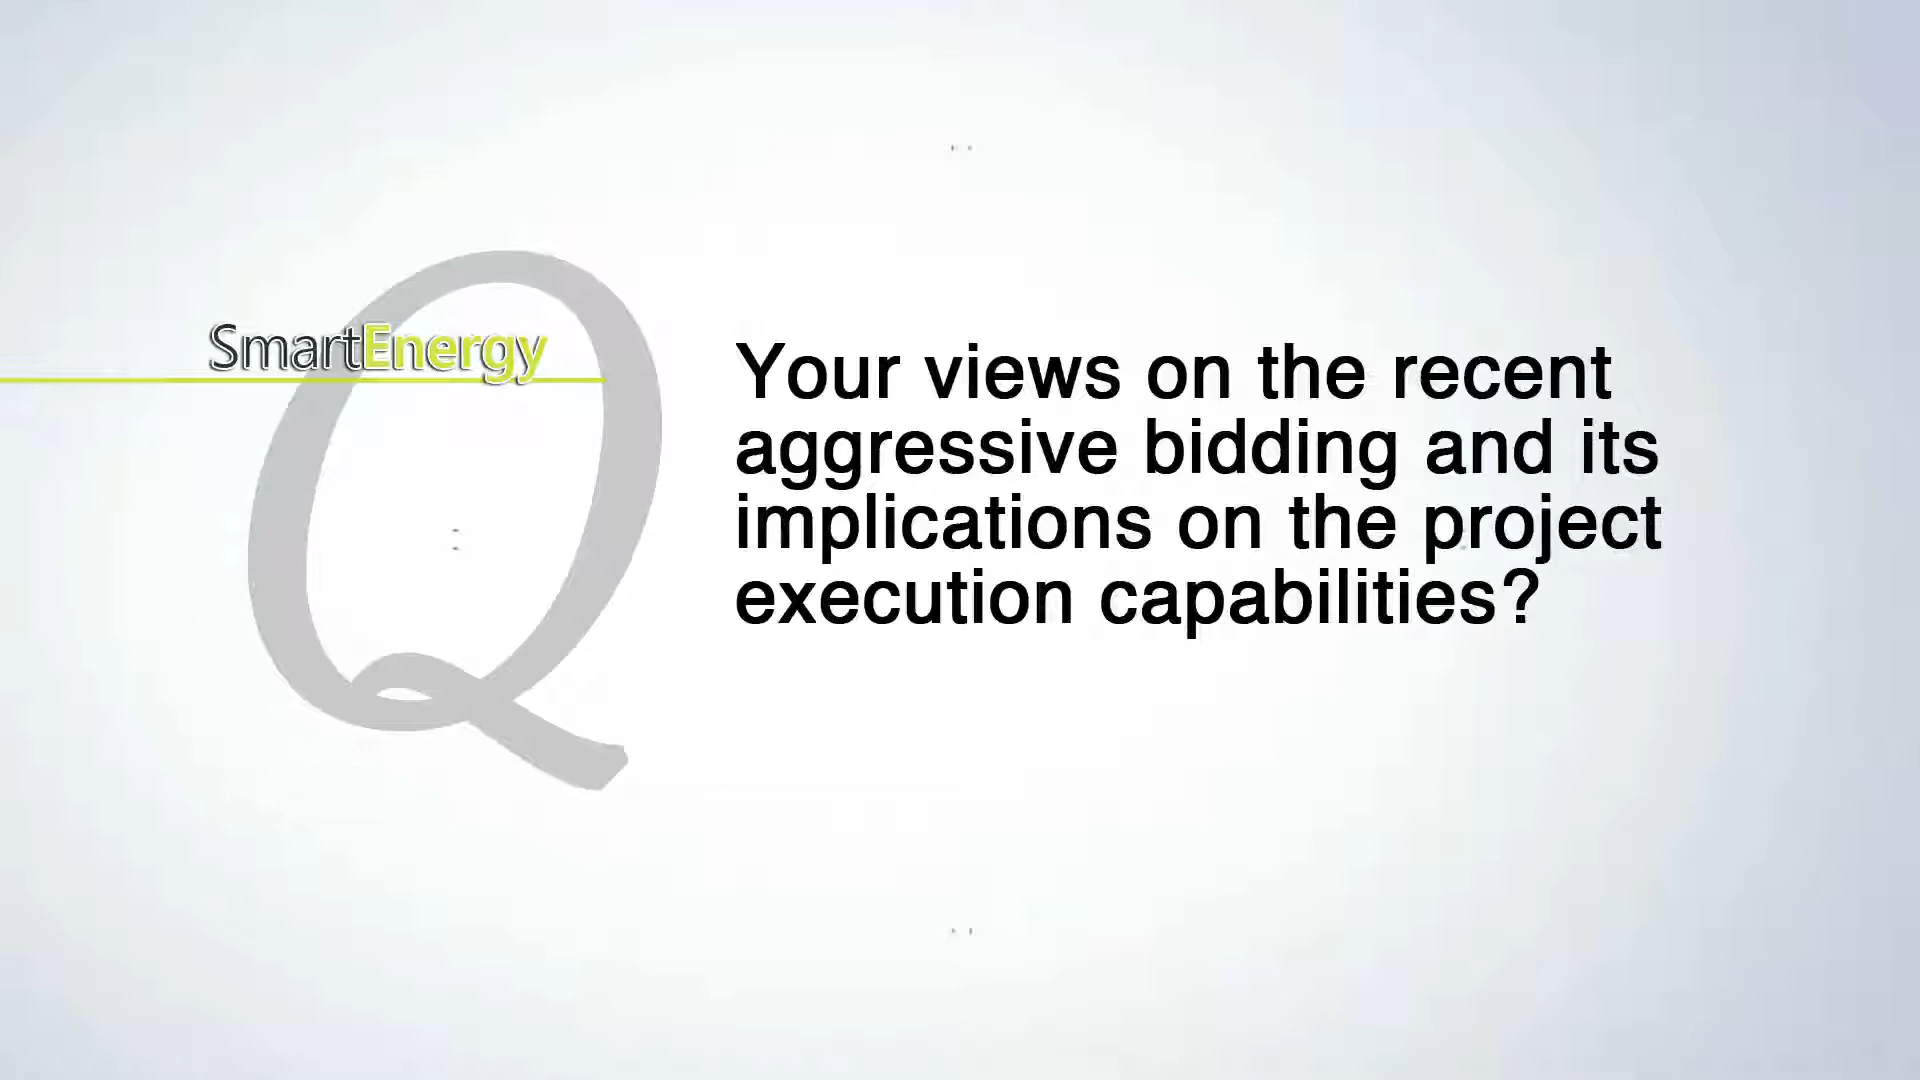 Q
SmartEnergy
Your views on the recent
aggressive bidding and its
implications on the project
execution capabilities?